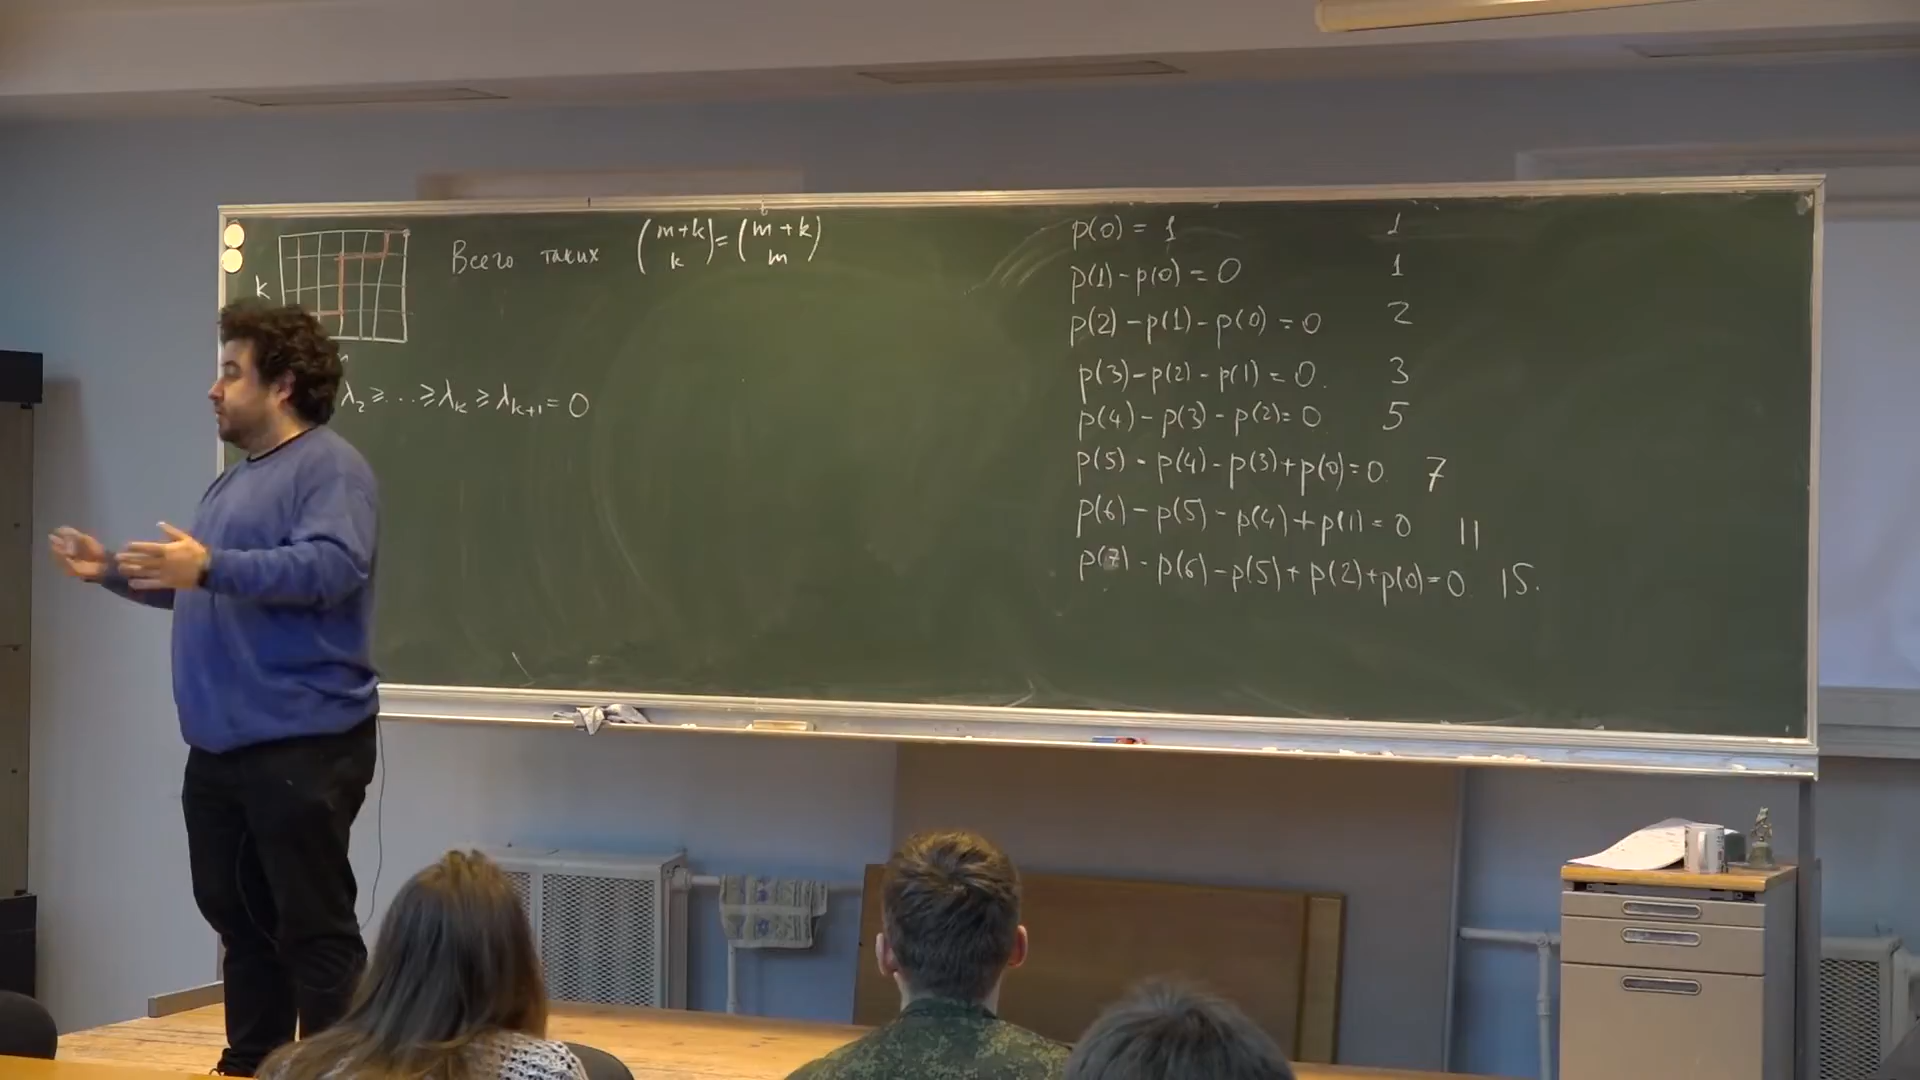 k
Всего таких (m+k k) = (m+k m)
λ₂ ⩾ ... ⩾ λₖ ⩾ λₖ₊₁ = 0
p(0) = 1 1
p(1) - p(0) = 0 1
p(2) - p(1) - p(0) = 0 2
p(3) - p(2) - p(1) = 0. 3
p(4) - p(3) - p(2) = 0 5
p(5) - p(4) - p(3) + p(0) = 0. 7
p(6) - p(5) - p(4) + p(1) = 0 11
p(7) - p(6) - p(5) + p(2) + p(0) = 0. 15.